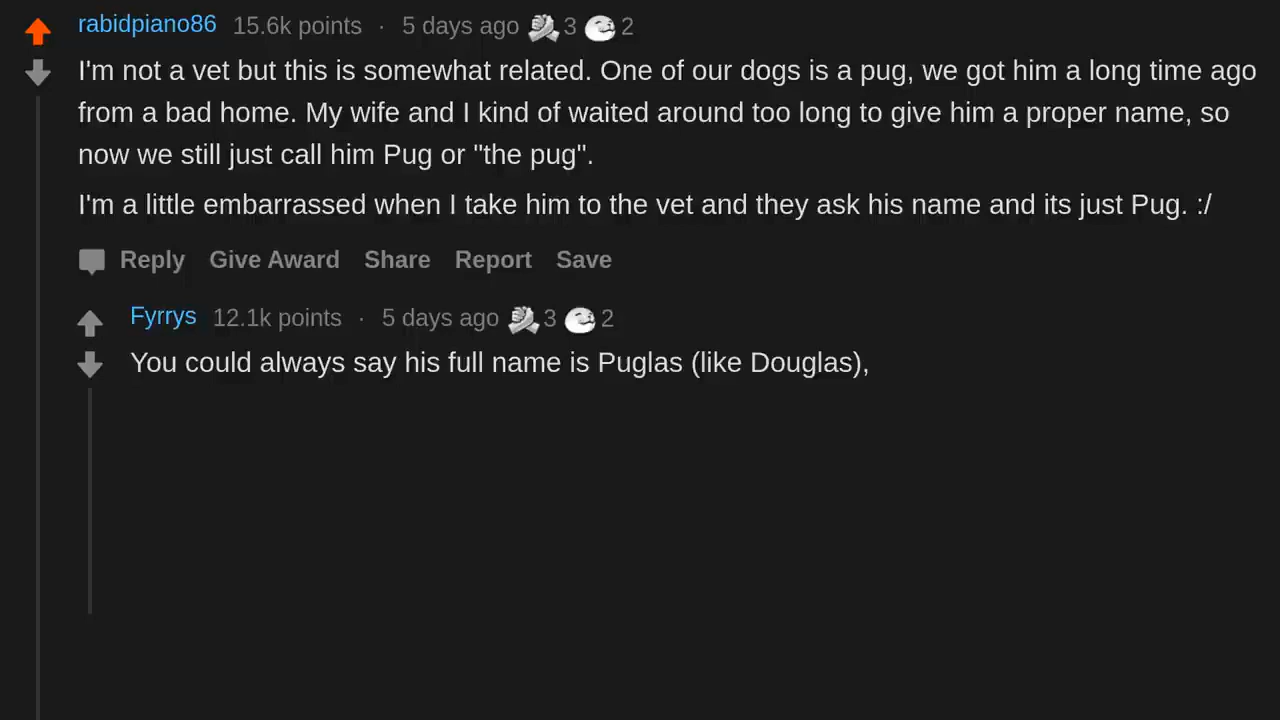 rabidpiano86 15.6k points · 5 days ago 3 2
I'm not a vet but this is somewhat related. One of our dogs is a pug, we got him a long time ago
from a bad home. My wife and I kind of waited around too long to give him a proper name, so
now we still just call him Pug or "the pug".
I'm a little embarrassed when I take him to the vet and they ask his name and its just Pug. :/
Reply Give Award Share Report Save
Fyrrys 12.1k points · 5 days ago 3 2
You could always say his full name is Puglas (like Douglas),